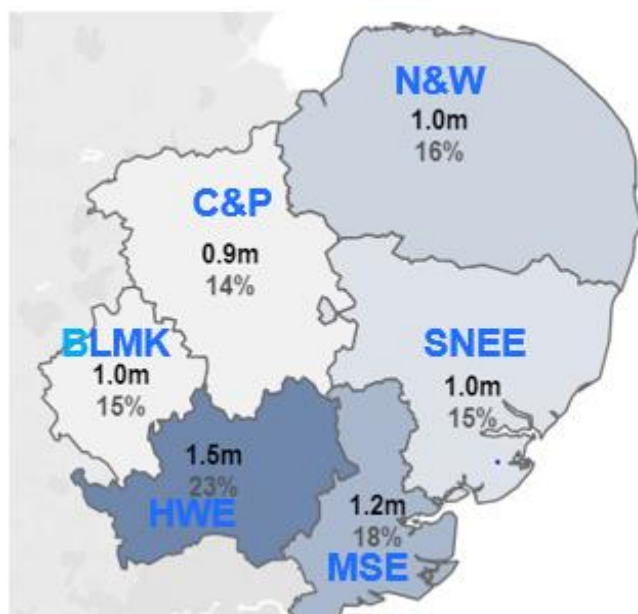 N&W
1.0m
16%
C&P
0.9m
14%
BLMK
1.0m
15%
SNEE
1.0m
15%
1.5m
23%
HWE
1.2m
18%
MSE